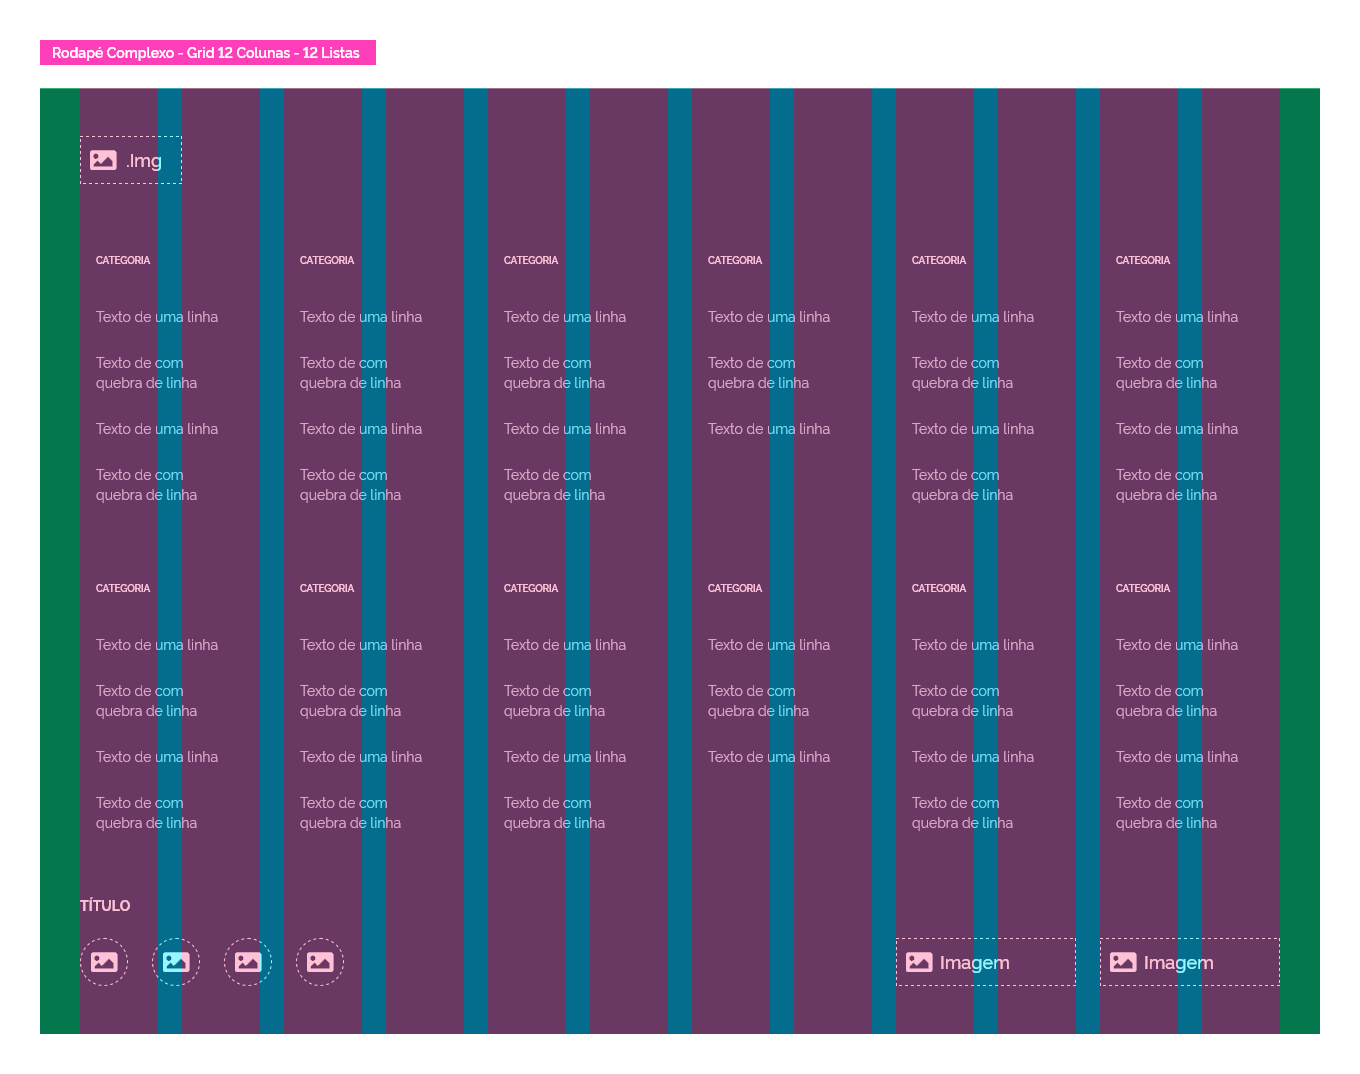 Rodapé Complexo - Grid 12 Colunas - 12 Listas
.Img
CATEGORIA CATEGORIA CATEGORIA CATEGORIA CATEGORIA CATEGORIA
Texto de uma linha Texto de uma linha Texto de uma linha Texto de uma linha Texto de uma linha Texto de uma linha
Texto de com Texto de com Texto de com Texto de com Texto de com Texto de com
quebra de linha quebra de linha quebra de linha quebra de linha quebra de linha quebra de linha
Texto de uma linha Texto de uma linha Texto de uma linha Texto de uma linha Texto de uma linha Texto de uma linha
Texto de com Texto de com Texto de com Texto de com Texto de com
quebra de linha quebra de linha quebra de linha quebra de linha quebra de linha
CATEGORIA CATEGORIA CATEGORIA CATEGORIA CATEGORIA CATEGORIA
Texto de uma linha Texto de uma linha Texto de uma linha Texto de uma linha Texto de uma linha Texto de uma linha
Texto de com Texto de com Texto de com Texto de com Texto de com Texto de com
quebra de linha quebra de linha quebra de linha quebra de linha quebra de linha quebra de linha
Texto de uma linha Texto de uma linha Texto de uma linha Texto de uma linha Texto de uma linha Texto de uma linha
Texto de com Texto de com Texto de com Texto de com Texto de com
quebra de linha quebra de linha quebra de linha quebra de linha quebra de linha
TÍTULO
Imagem Imagem